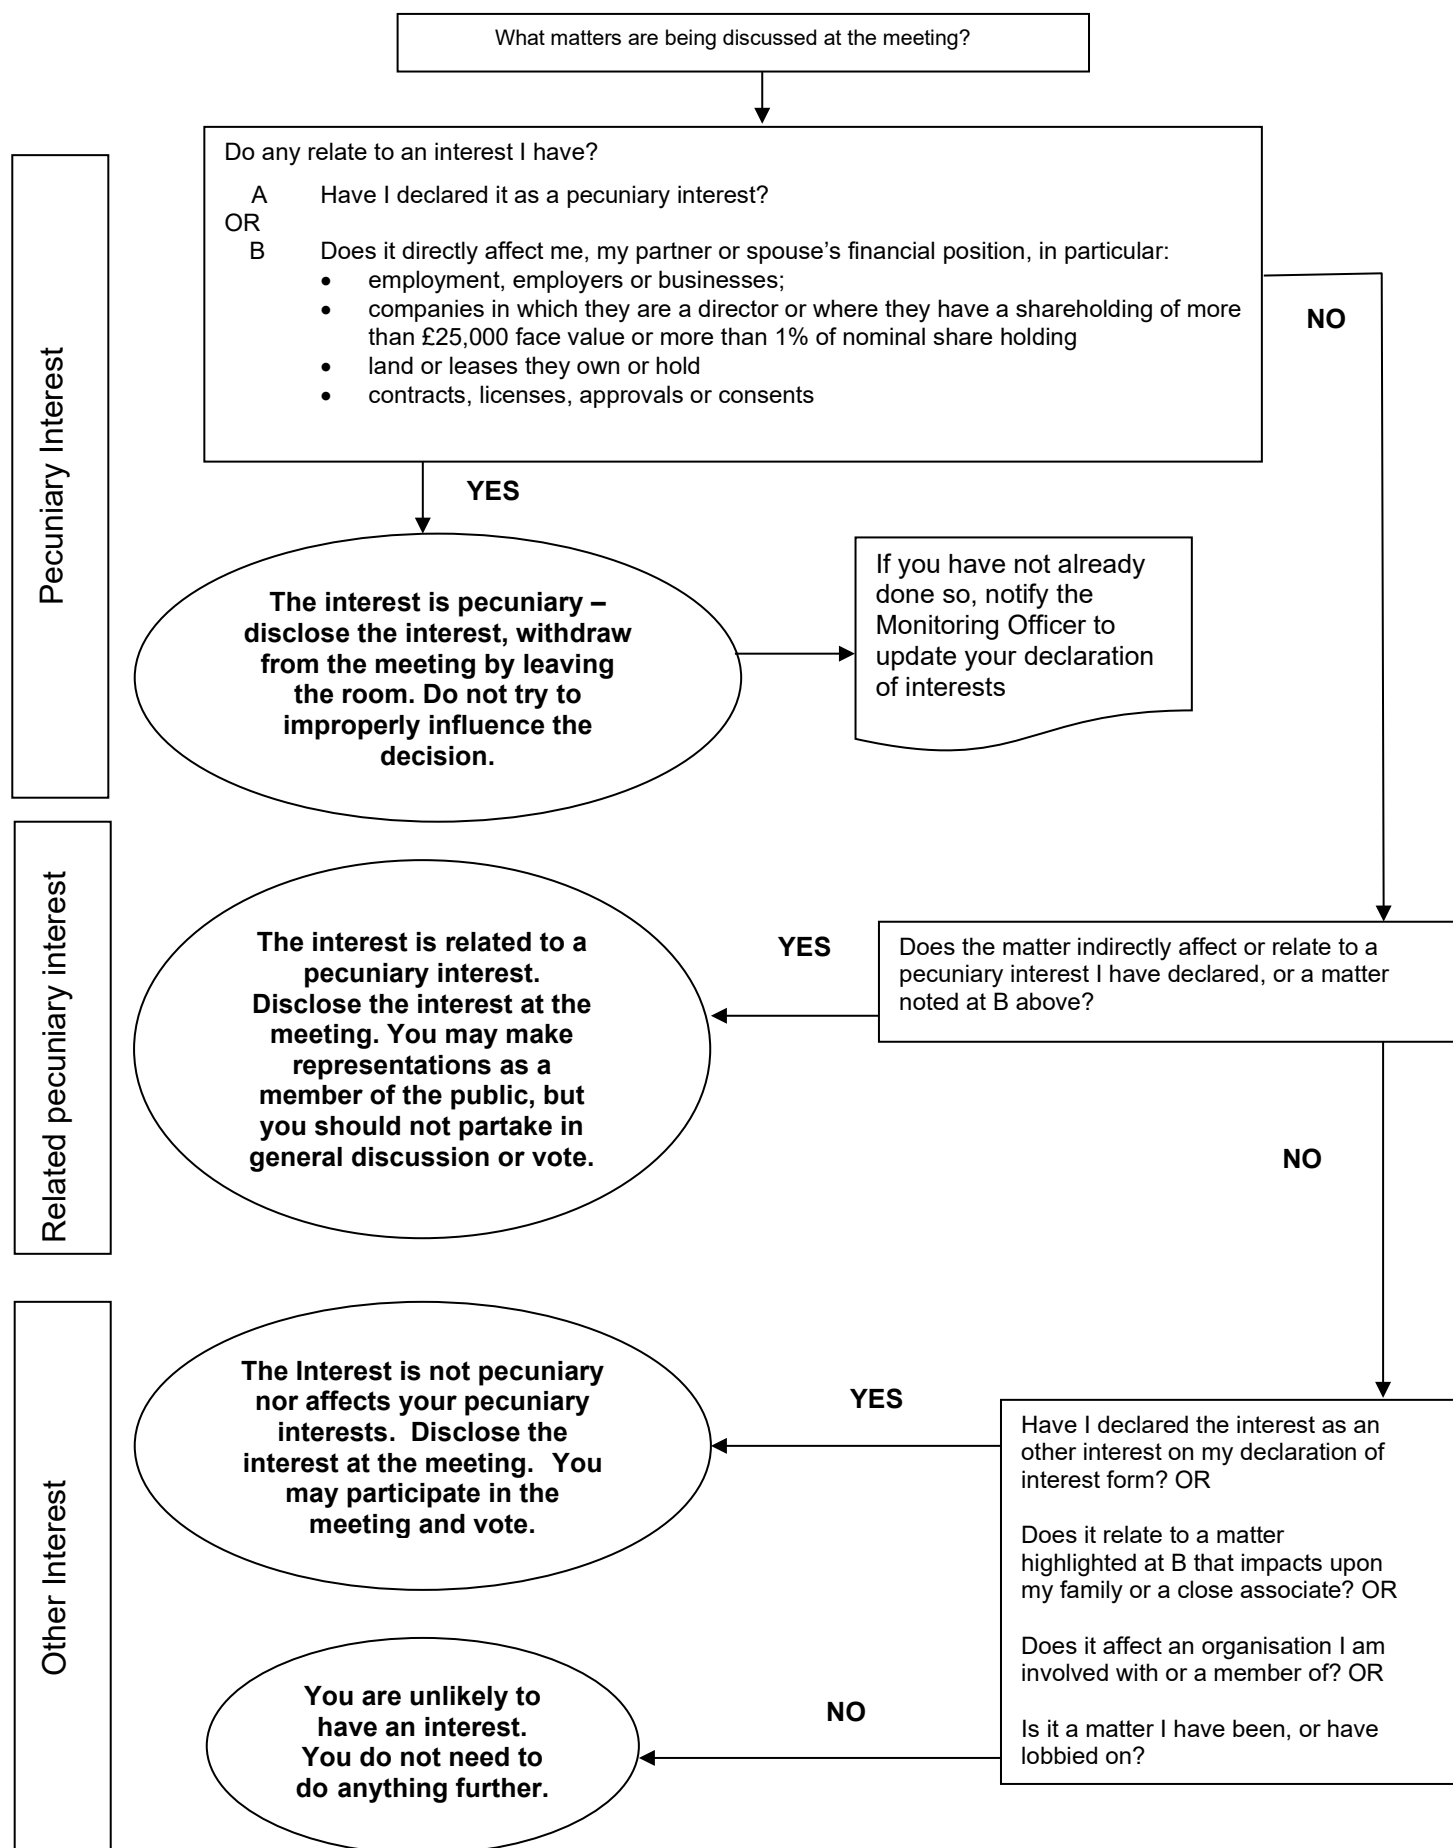 What matters are being discussed at the meeting?
Pecuniary Interest
Do any relate to an interest I have?
A Have I declared it as a pecuniary interest?
OR
B Does it directly affect me, my partner or spouse’s financial position, in particular:
• employment, employers or businesses;
• companies in which they are a director or where they have a shareholding of more
than £25,000 face value or more than 1% of nominal share holding
• land or leases they own or hold
• contracts, licenses, approvals or consents
NO
YES
The interest is pecuniary –
disclose the interest, withdraw
from the meeting by leaving
the room. Do not try to
improperly influence the
decision.
If you have not already
done so, notify the
Monitoring Officer to
update your declaration
of interests
Related pecuniary interest
The interest is related to a
pecuniary interest.
Disclose the interest at the
meeting. You may make
representations as a
member of the public, but
you should not partake in
general discussion or vote.
YES
Does the matter indirectly affect or relate to a
pecuniary interest I have declared, or a matter
noted at B above?
NO
Other Interest
The Interest is not pecuniary
nor affects your pecuniary
interests. Disclose the
interest at the meeting. You
may participate in the
meeting and vote.
YES
Have I declared the interest as an
other interest on my declaration of
interest form? OR
Does it relate to a matter
highlighted at B that impacts upon
my family or a close associate? OR
Does it affect an organisation I am
involved with or a member of? OR
Is it a matter I have been, or have
lobbied on?
NO
You are unlikely to
have an interest.
You do not need to
do anything further.